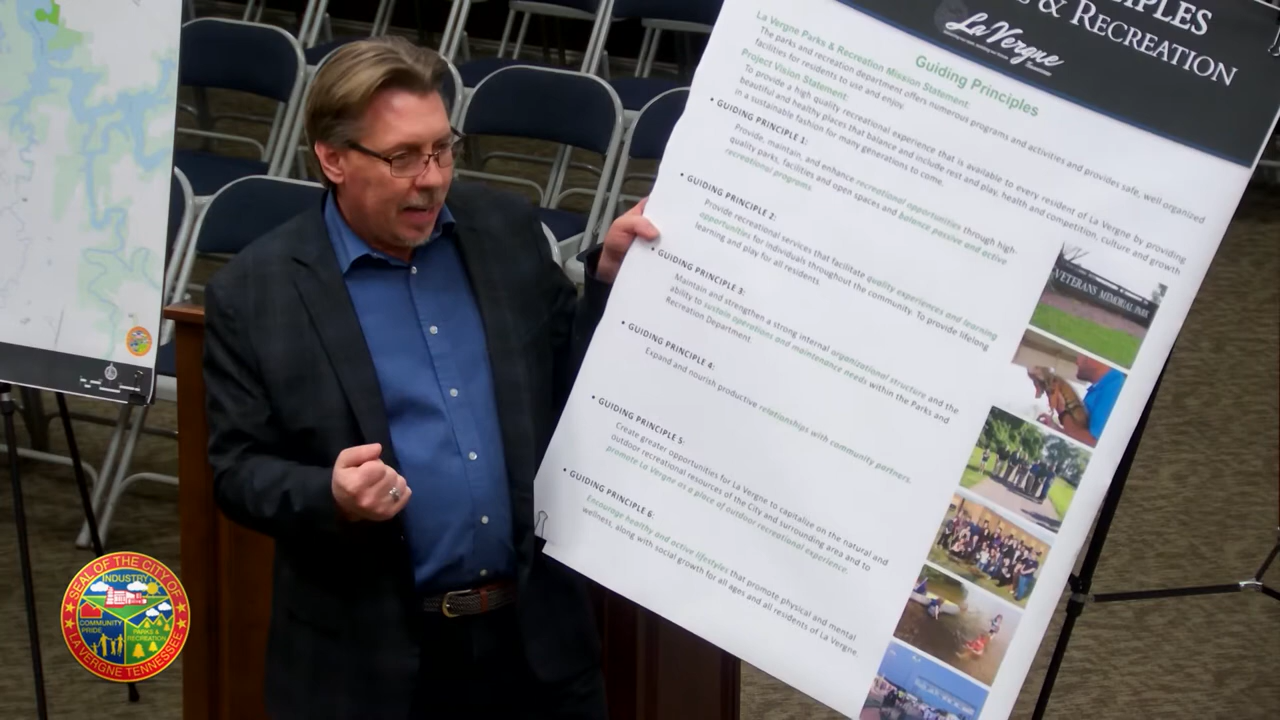 CIPLES
& RECREATION
La Vergne
Guiding Principles
La Vergne Parks & Recreation Mission Statement:
The parks and recreation department offers numerous programs and activities and provides safe, well organized
facilities for residents to use and enjoy.
Project Vision Statement:
To provide a high quality recreational experience that is available to every resident of La Vergne by providing
beautiful and healthy places that balance and include rest and play, health and competition, culture and growth
in a sustainable fashion for many generations to come.
• GUIDING PRINCIPLE 1:
Provide, maintain, and enhance recreational opportunities through high-
quality parks, facilities and open spaces and balance passive and active
recreational programs.
• GUIDING PRINCIPLE 2:
Provide recreational services that facilitate quality experiences and learning
opportunities for individuals throughout the community. To provide lifelong
learning and play for all residents.
• GUIDING PRINCIPLE 3:
Maintain and strengthen a strong internal organizational structure and the
ability to sustain operations and maintenance needs within the Parks and
Recreation Department.
• GUIDING PRINCIPLE 4:
Expand and nourish productive relationships with community partners.
• GUIDING PRINCIPLE 5:
Create greater opportunities for La Vergne to capitalize on the natural and
outdoor recreational resources of the City and surrounding area and to
promote La Vergne as a place of outdoor recreational experience.
• GUIDING PRINCIPLE 6:
Encourage healthy and active lifestyles that promote physical and mental
wellness, along with social growth for all ages and all residents of La Vergne.
VETERANS MEMORIAL PARK
SEAL OF THE CITY OF
LA VERGNE TENNESSEE
INDUSTRY
COMMUNITY
PRIDE
PARKS &
RECREATION